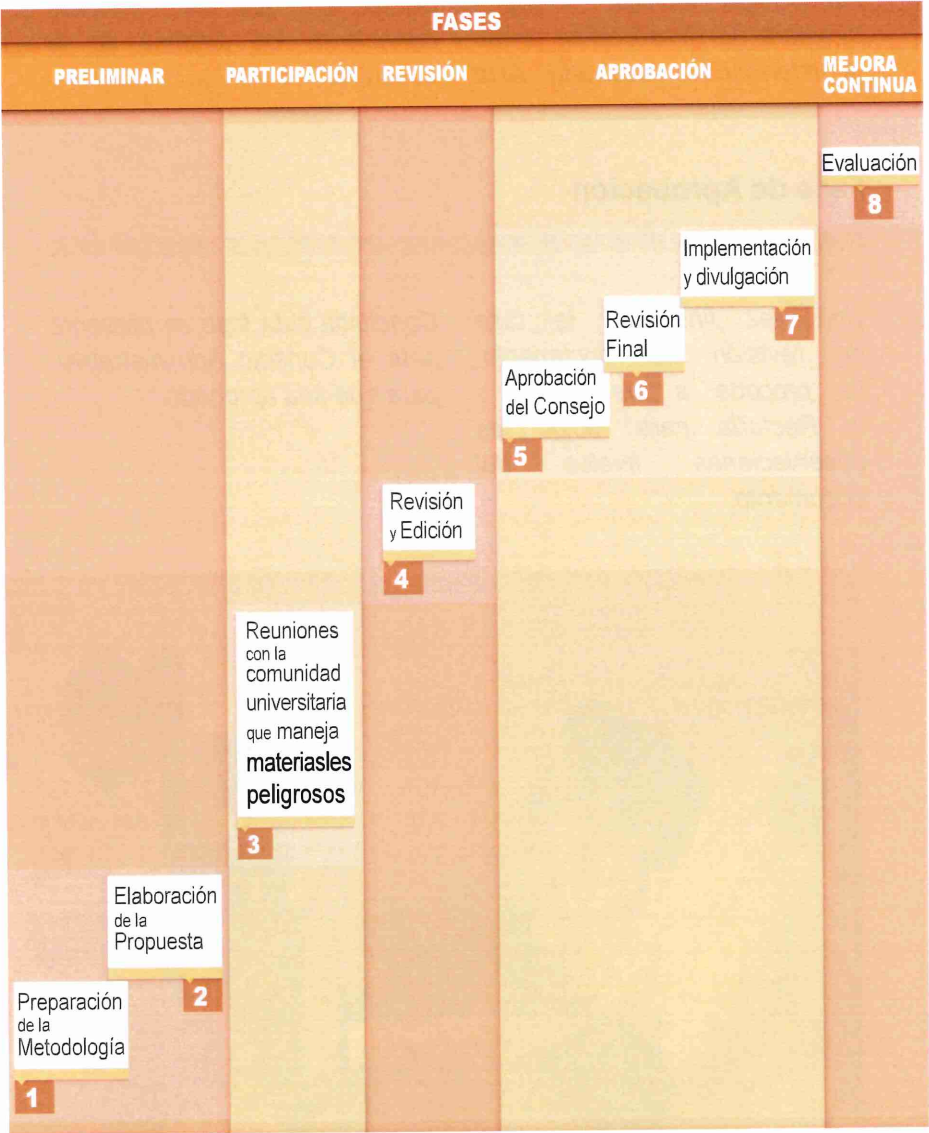 FASES
PRELIMINAR
PARTICIPACIÓN
REVISIÓN
APROBACIÓN
MEJORA
CONTINUA
Evaluación
8
Implementación
y divulgación
7
Revisión
Final
6
Aprobación
del Consejo
5
Revisión
y Edición
4
Reuniones
con la
comunidad
universitaria
que maneja
materiasles
peligrosos
3
Elaboración
de la
Propuesta
2
Preparación
de la
Metodología
1